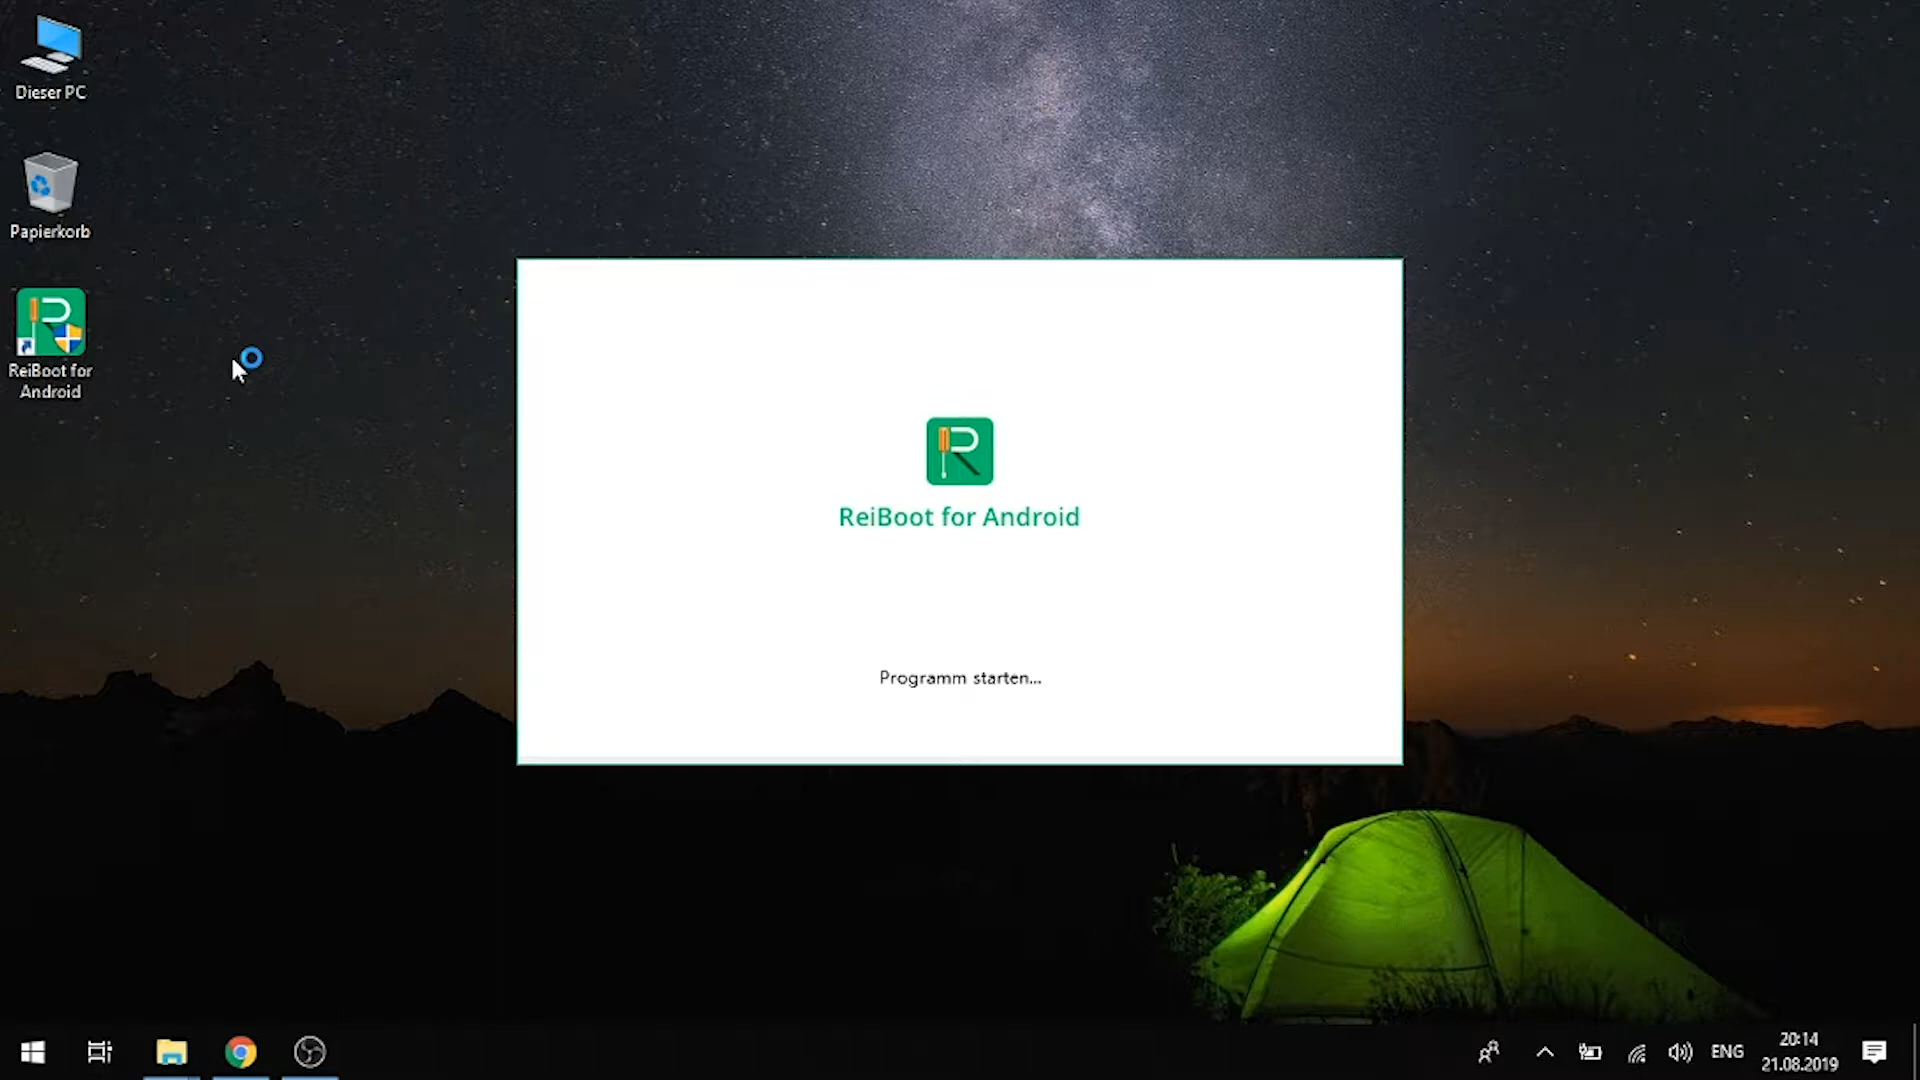 Dieser PC
Papierkorb
ReiBoot for
Android
ReiBoot for Android
Programm starten...
ENG
20:14
21.08.2019